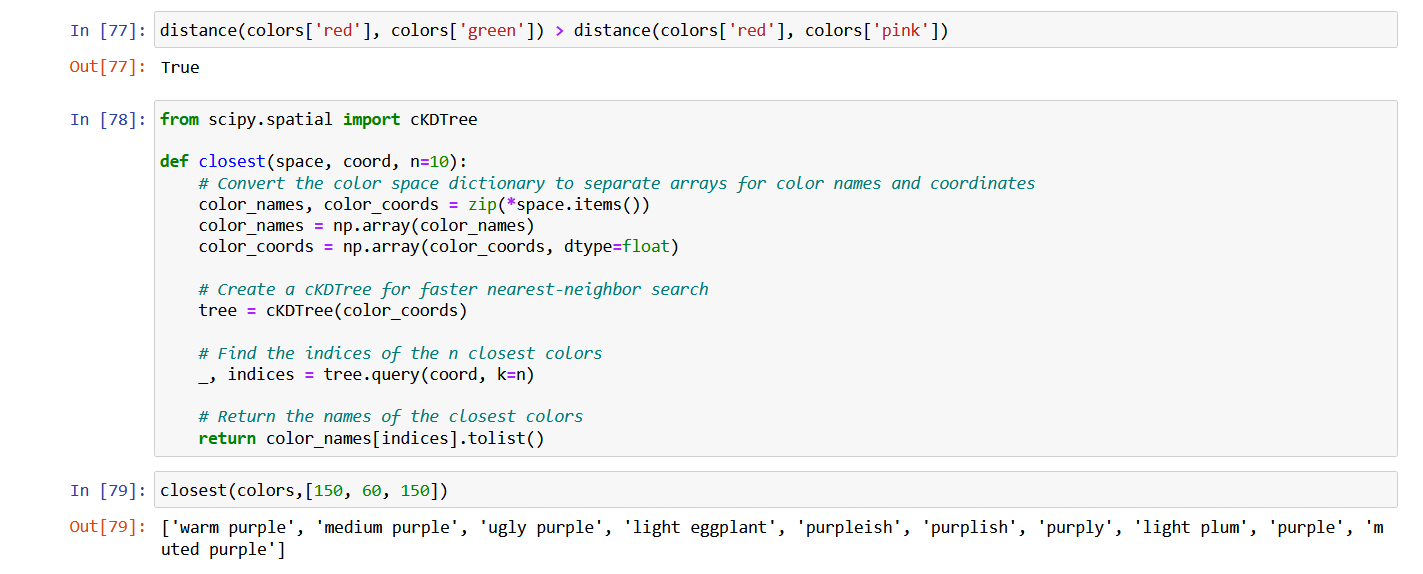 In [77]: distance(colors['red'], colors['green']) > distance(colors['red'], colors['pink'])
Out[77]: True
In [78]: from scipy.spatial import cKDTree
def closest(space, coord, n=10):
# Convert the color space dictionary to separate arrays for color names and coordinates
color_names, color_coords = zip(*space.items())
color_names = np.array(color_names)
color_coords = np.array(color_coords, dtype=float)
# Create a cKDTree for faster nearest-neighbor search
tree = cKDTree(color_coords)
# Find the indices of the n closest colors
_, indices = tree.query(coord, k=n)
# Return the names of the closest colors
return color_names[indices].tolist()
In [79]: closest(colors,[150, 60, 150])
Out[79]: ['warm purple', 'medium purple', 'ugly purple', 'light eggplant', 'purpleish', 'purplish', 'purply', 'light plum', 'purple', 'm
uted purple']